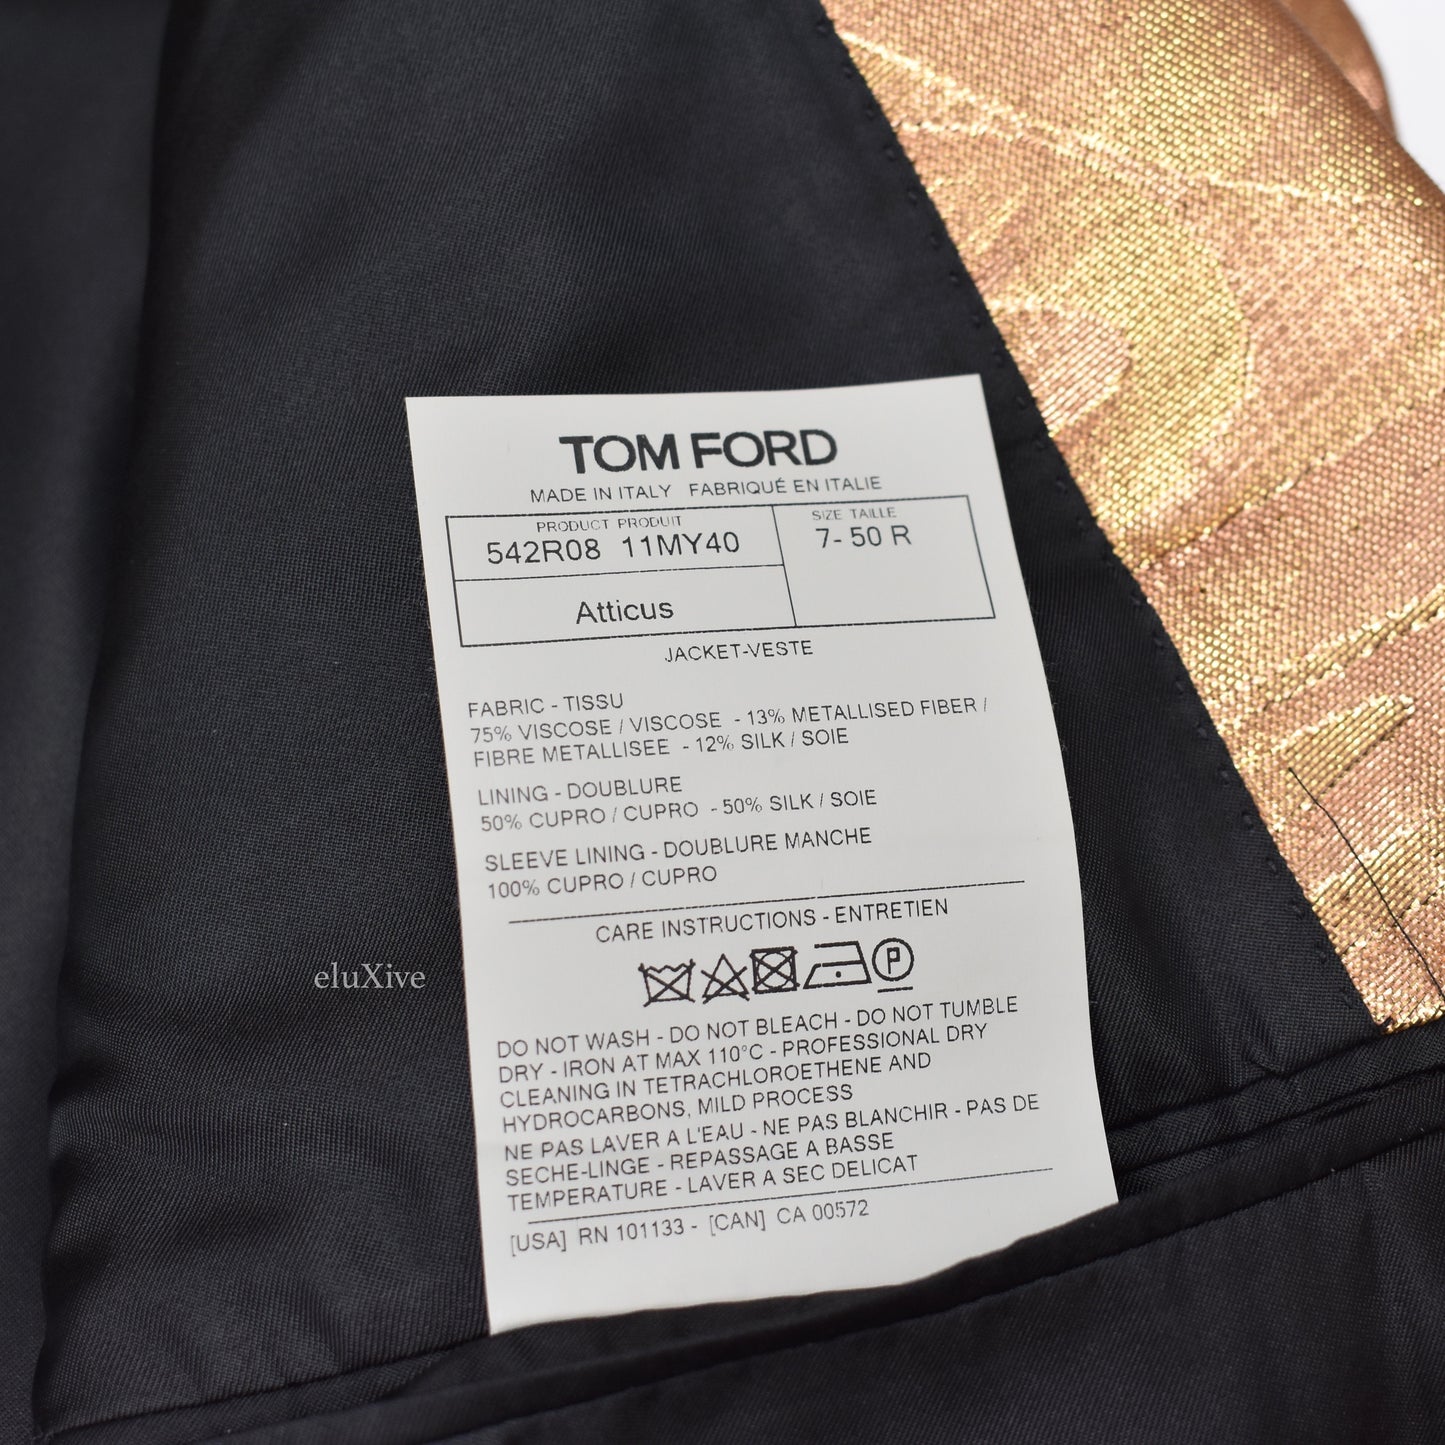 TOM FORD
MADE IN ITALY FABRIQUÉ EN ITALIE
PRODUCT PRODUIT
542R08 11MY40
SIZE TAILLE
7- 50 R
Atticus
JACKET-VESTE
FABRIC - TISSU
75% VISCOSE / VISCOSE - 13% METALLISED FIBER /
FIBRE METALLISEE - 12% SILK / SOIE
LINING - DOUBLURE
50% CUPRO / CUPRO - 50% SILK / SOIE
SLEEVE LINING - DOUBLURE MANCHE
100% CUPRO / CUPRO
CARE INSTRUCTIONS - ENTRETIEN
P
DO NOT WASH - DO NOT BLEACH - DO NOT TUMBLE
DRY - IRON AT MAX 110°C - PROFESSIONAL DRY
CLEANING IN TETRACHLOROETHENE AND
HYDROCARBONS, MILD PROCESS
NE PAS LAVER A L'EAU - NE PAS BLANCHIR - PAS DE
SECHE-LINGE - REPASSAGE A BASSE
TEMPERATURE - LAVER A SEC DELICAT
[USA] RN 101133 - [CAN] CA 00572
eluXive